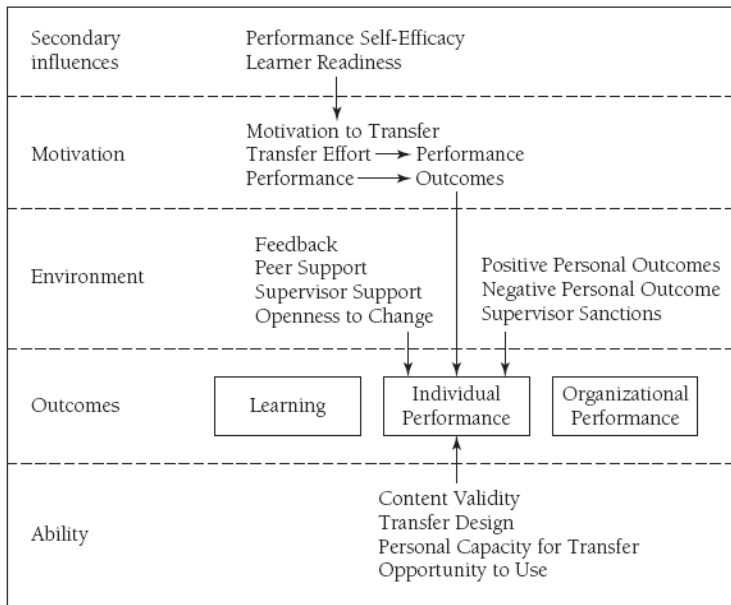 Secondary influences
Performance Self-Efficacy
Learner Readiness
Motivation
Motivation to Transfer
Transfer Effort → Performance
Performance → Outcomes
Environment
Feedback
Peer Support
Supervisor Support
Openness to Change
Positive Personal Outcomes
Negative Personal Outcome
Supervisor Sanctions
Outcomes
Learning
Individual
Performance
Organizational
Performance
Ability
Content Validity
Transfer Design
Personal Capacity for Transfer
Opportunity to Use